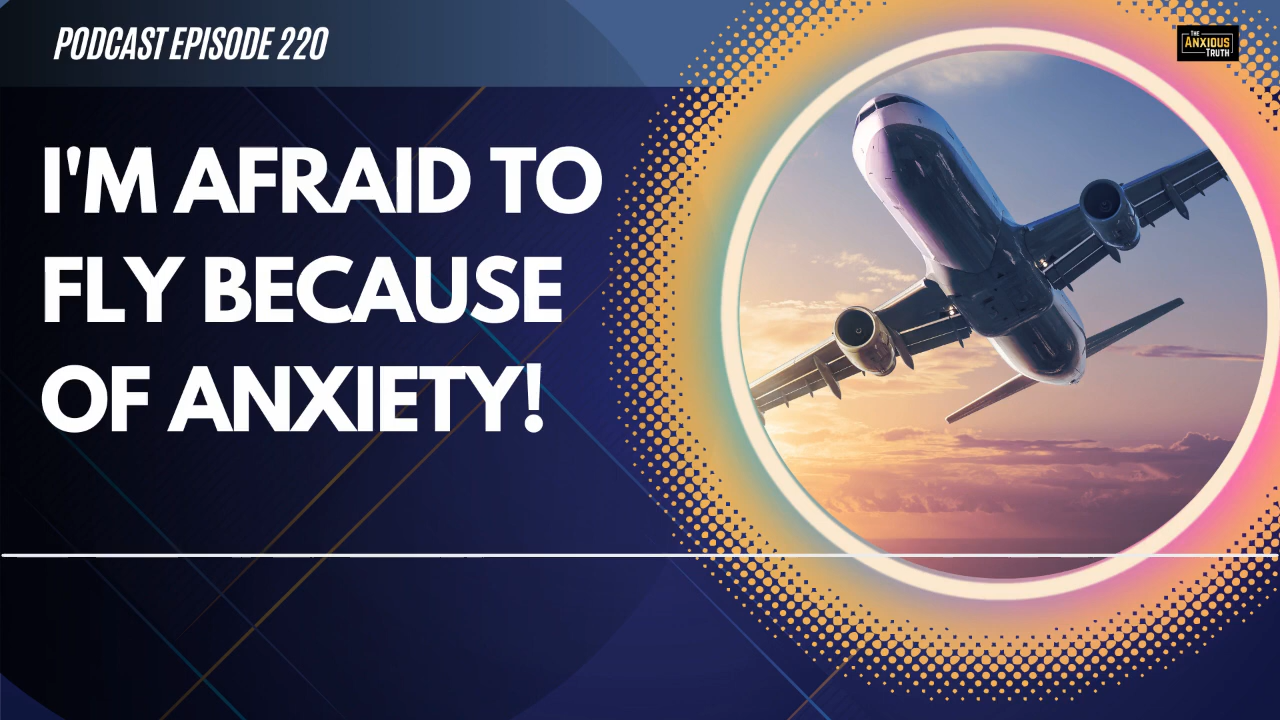 PODCAST EPISODE 220
THE
ANXIOUS
TRUTH
I'M AFRAID TO
FLY BECAUSE
OF ANXIETY!